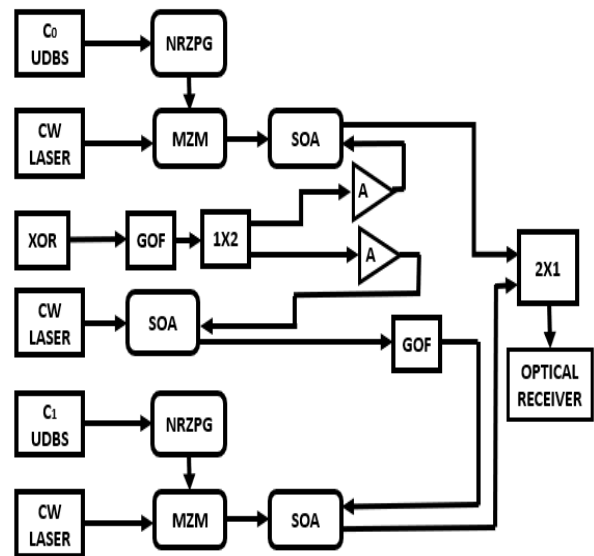 C₀
UDBS
NRZPG
CW
LASER
MZM
SOA
A
XOR
GOF
1X2
A
2X1
CW
LASER
SOA
GOF
OPTICAL
RECEIVER
C₁
UDBS
NRZPG
CW
LASER
MZM
SOA